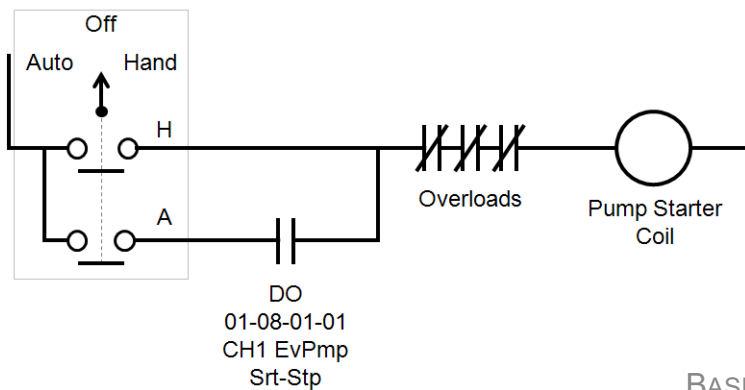 Off
Auto
Hand
H
A
Overloads
Pump Starter
Coil
DO
01-08-01-01
CH1 EvPmp
Srt-Stp